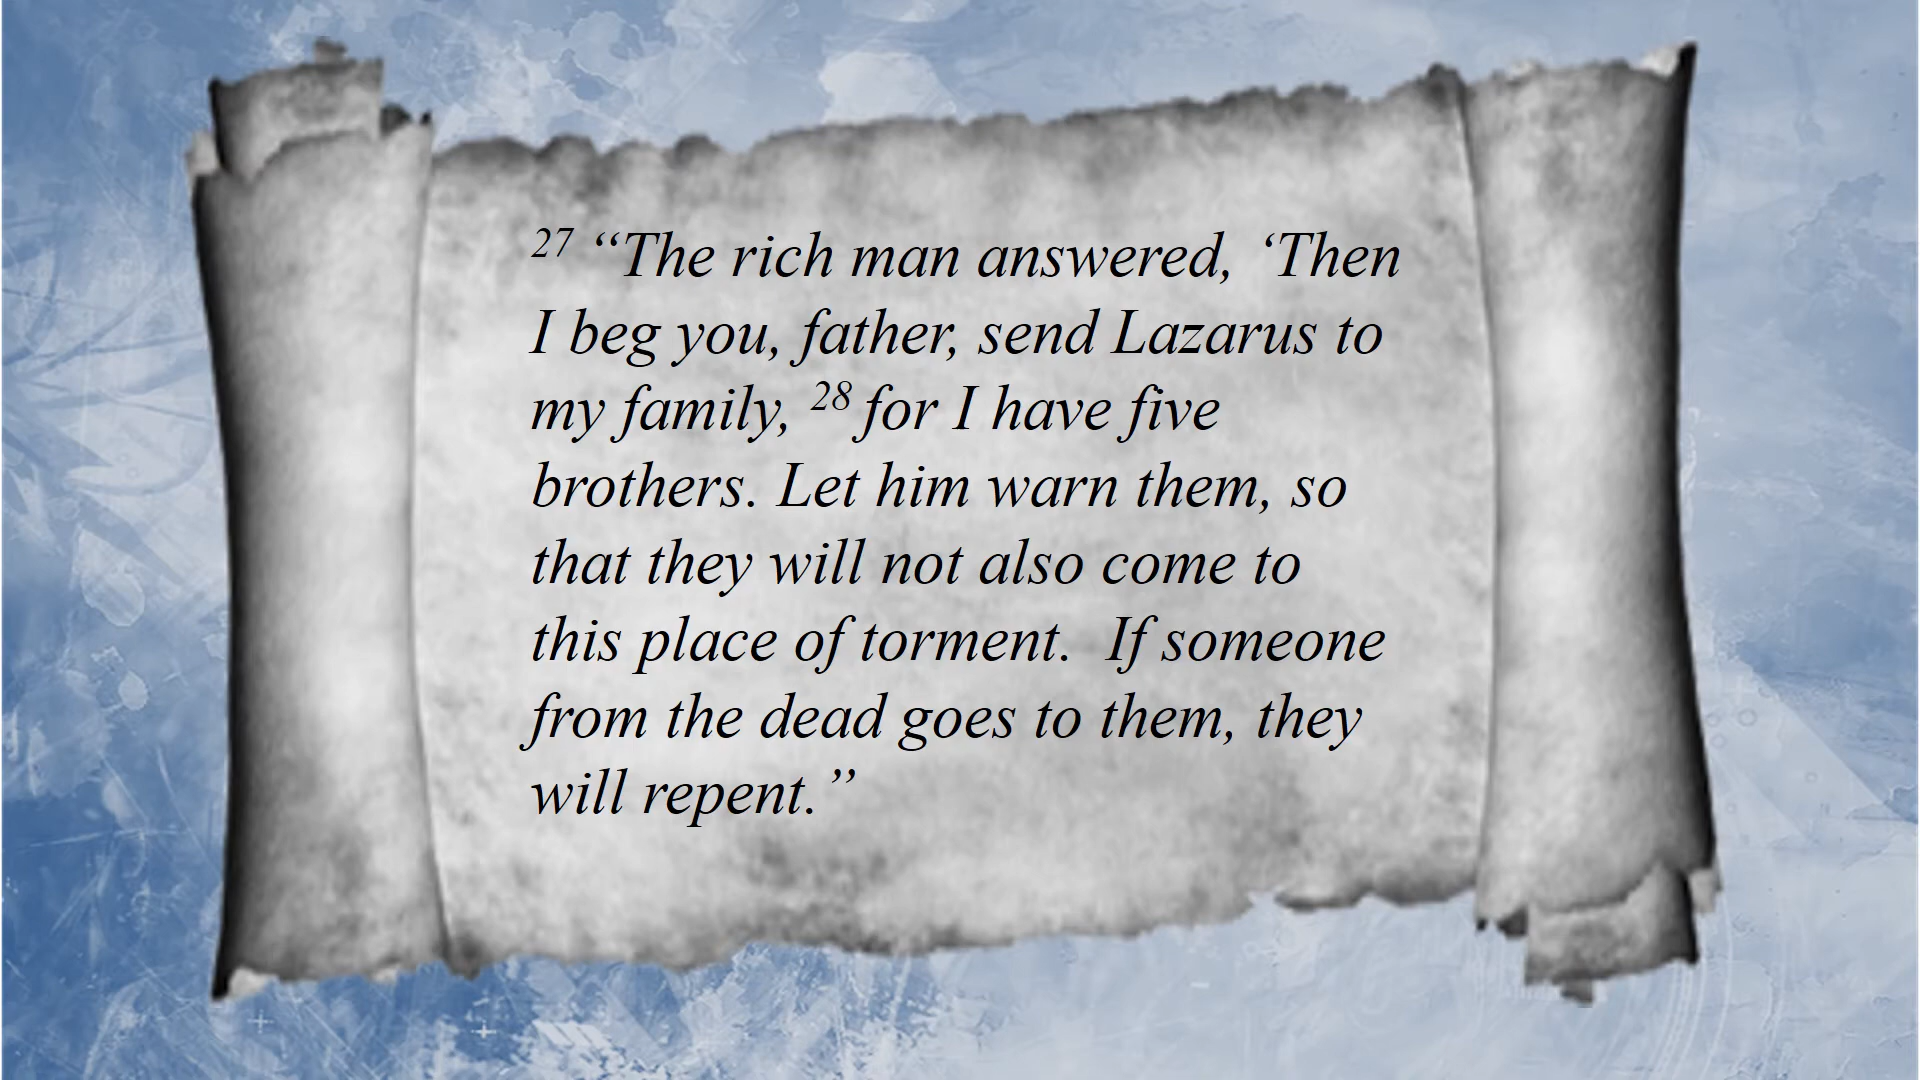 27 “The rich man answered, ‘Then
I beg you, father, send Lazarus to
my family, 28 for I have five
brothers. Let him warn them, so
that they will not also come to
this place of torment.  If someone
from the dead goes to them, they
will repent.”